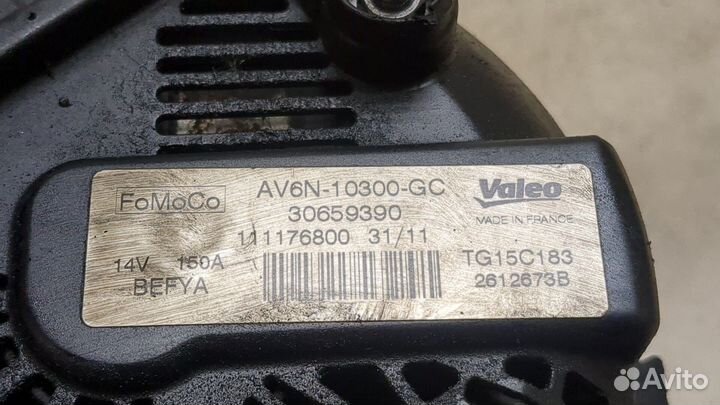 FoMoCo
AV6N-10300-GC
Valeo
30659390
MADE IN FRANCE
111176800 31/11
14V 150A
TG15C183
BEFYA
2612673B
Avito